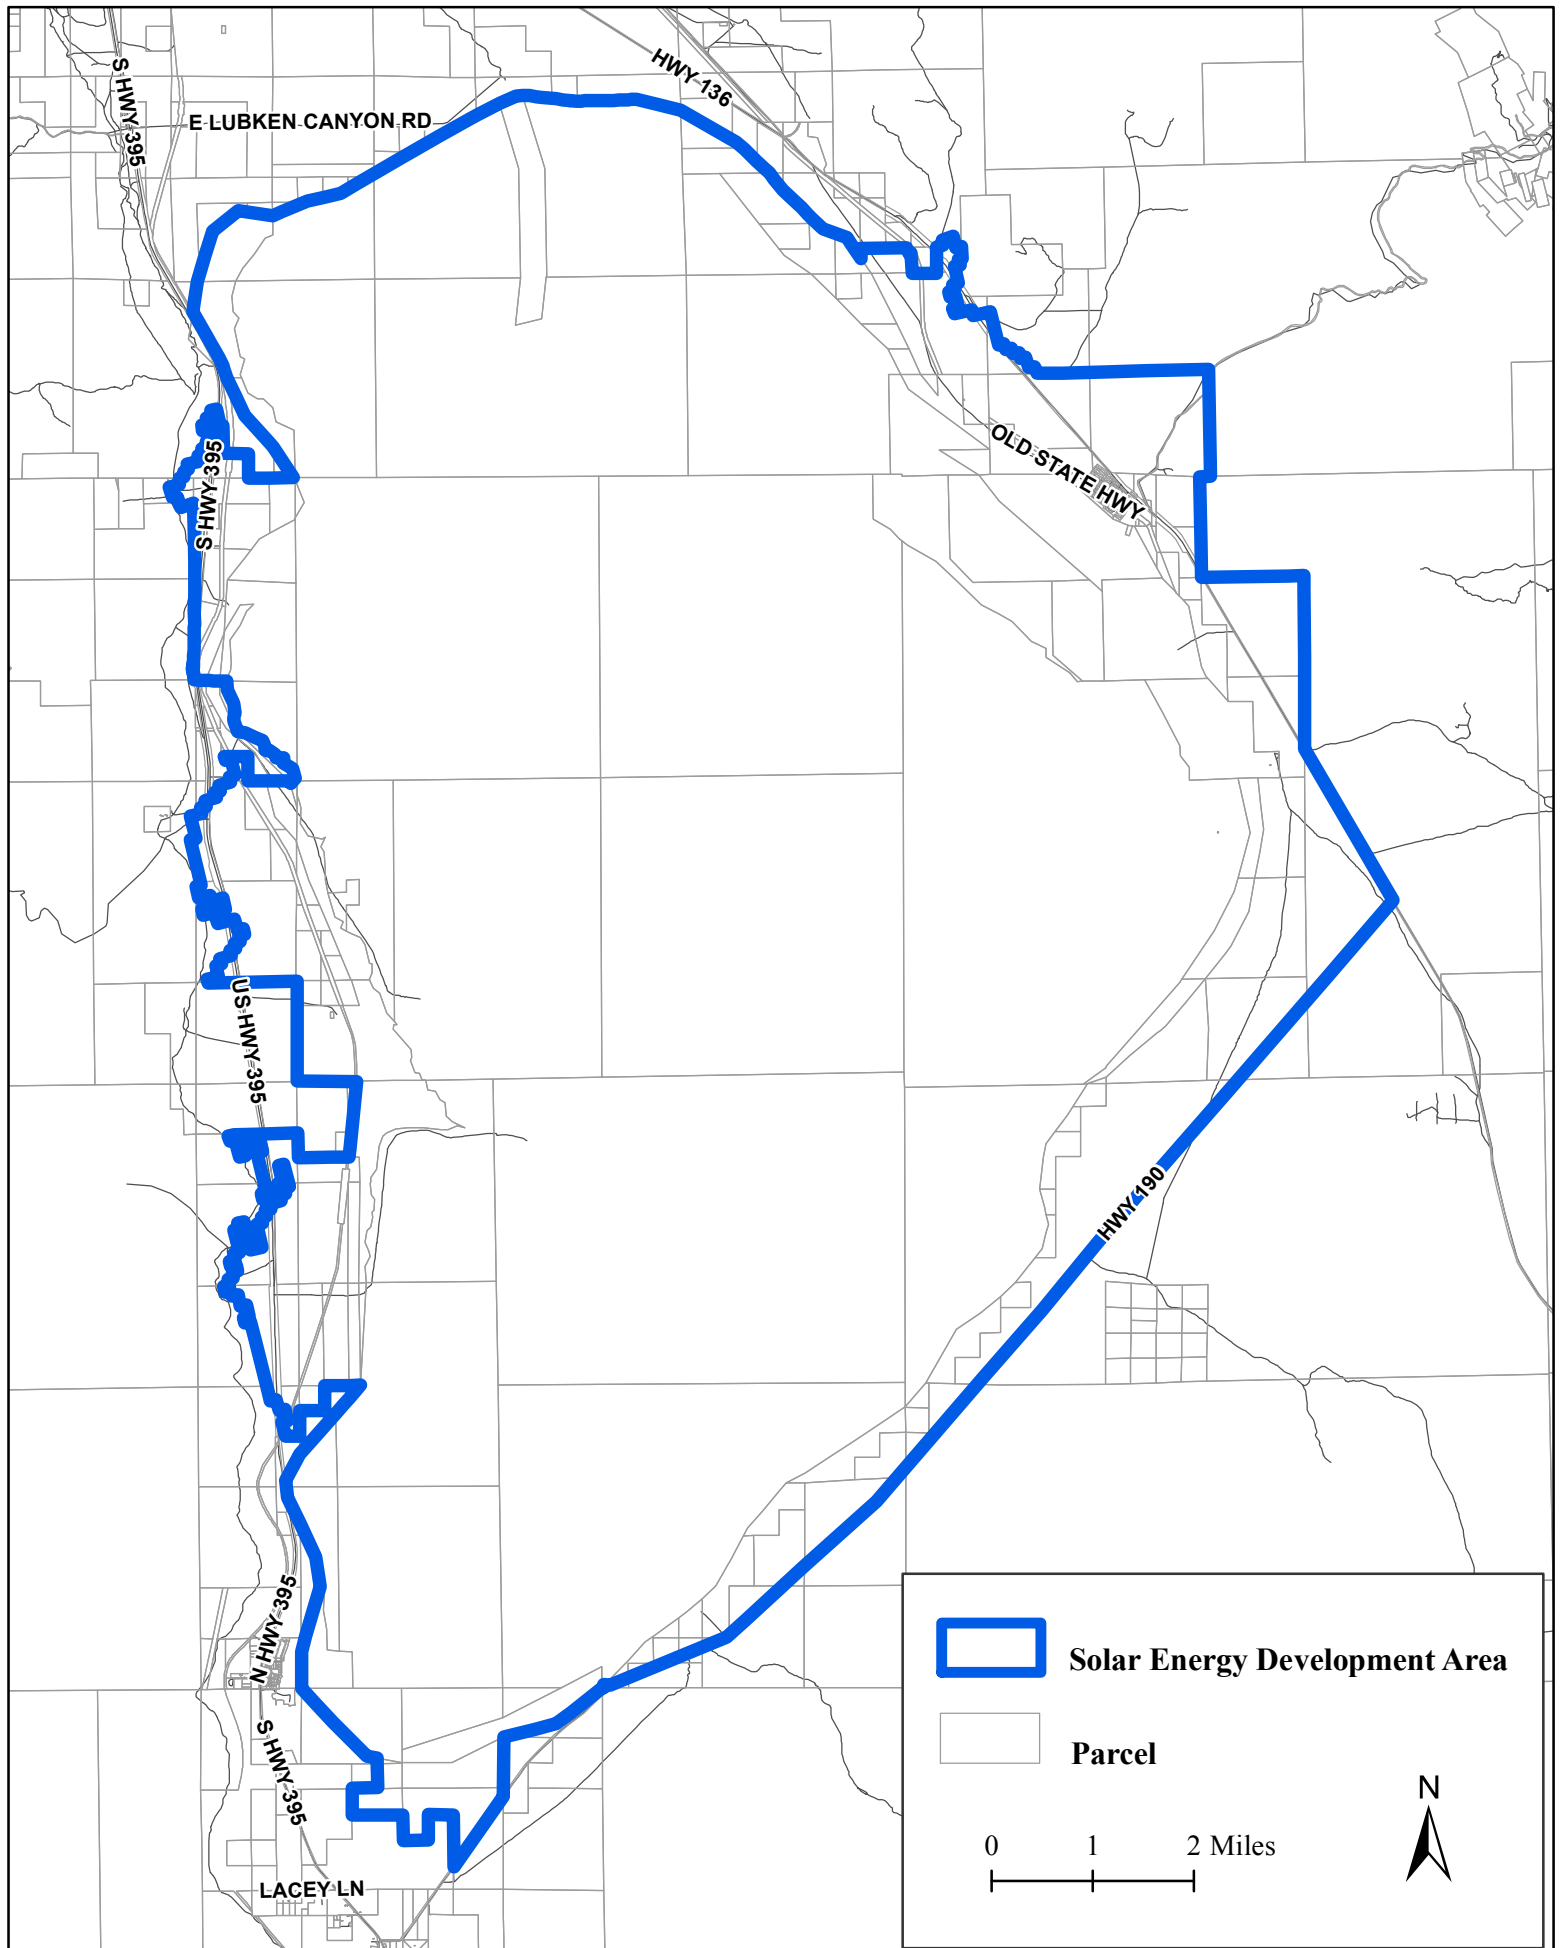 S HWY 395
HWY 136
E LUBKEN CANYON RD
OLD STATE HWY
S HWY 395
US HWY 395
HWY 190
N HWY 395
S HWY 395
LACEY LN
Solar Energy Development Area
Parcel
N
0 1 2 Miles